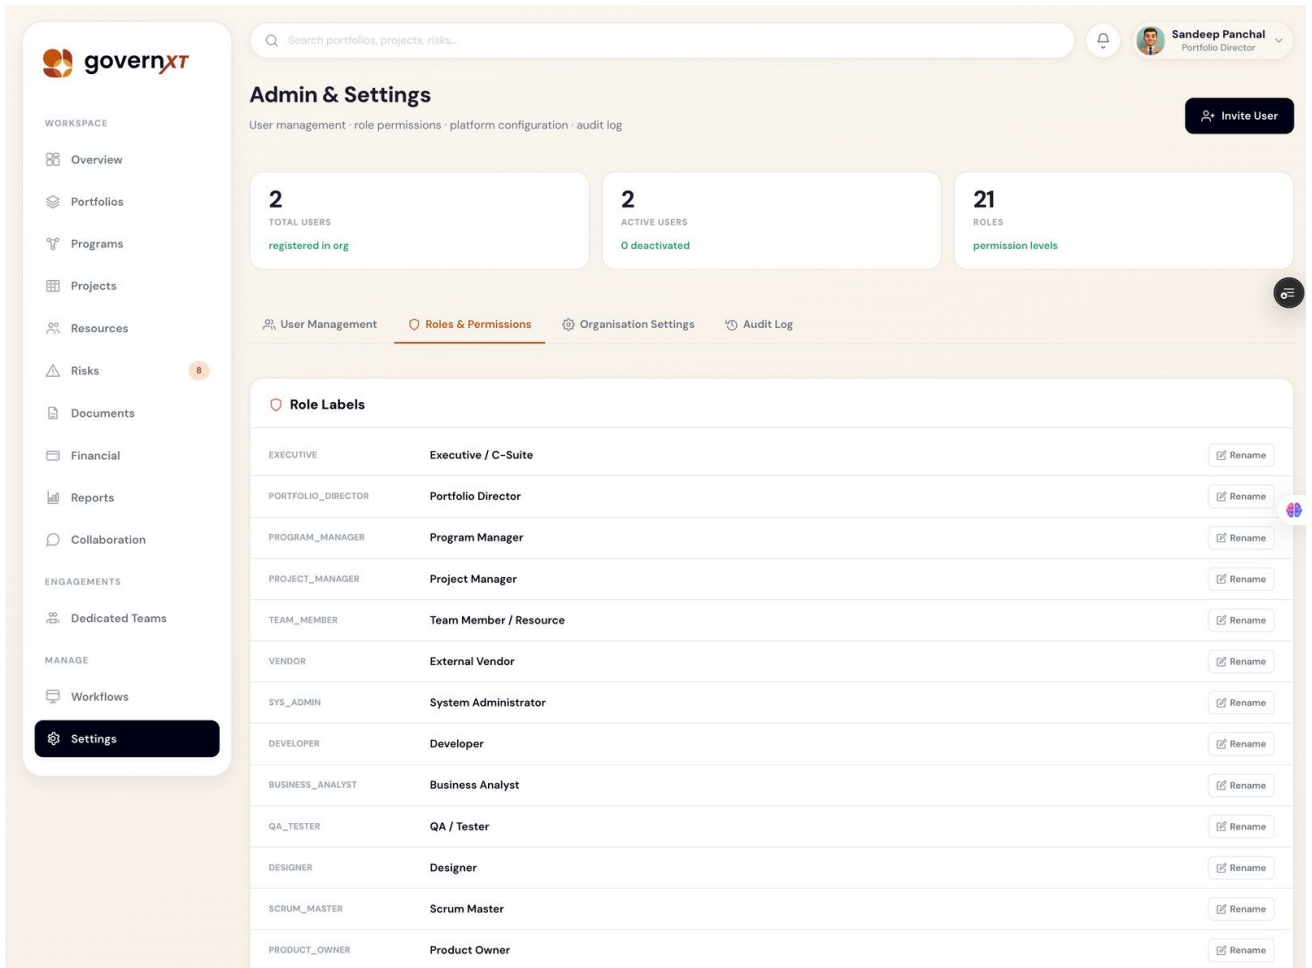 governXT
Search portfolios, projects, risks...
Sandeep Panchal
Portfolio Director
WORKSPACE
Overview
Portfolios
Programs
Projects
Resources
Risks 8
Documents
Financial
Reports
Collaboration
ENGAGEMENTS
Dedicated Teams
MANAGE
Workflows
Settings
Admin & Settings
User management · role permissions · platform configuration · audit log
Invite User
2
TOTAL USERS
registered in org
2
ACTIVE USERS
0 deactivated
21
ROLES
permission levels
User Management Roles & Permissions Organisation Settings Audit Log
Role Labels
EXECUTIVE Executive / C-Suite Rename
PORTFOLIO_DIRECTOR Portfolio Director Rename
PROGRAM_MANAGER Program Manager Rename
PROJECT_MANAGER Project Manager Rename
TEAM_MEMBER Team Member / Resource Rename
VENDOR External Vendor Rename
SYS_ADMIN System Administrator Rename
DEVELOPER Developer Rename
BUSINESS_ANALYST Business Analyst Rename
QA_TESTER QA / Tester Rename
DESIGNER Designer Rename
SCRUM_MASTER Scrum Master Rename
PRODUCT_OWNER Product Owner Rename